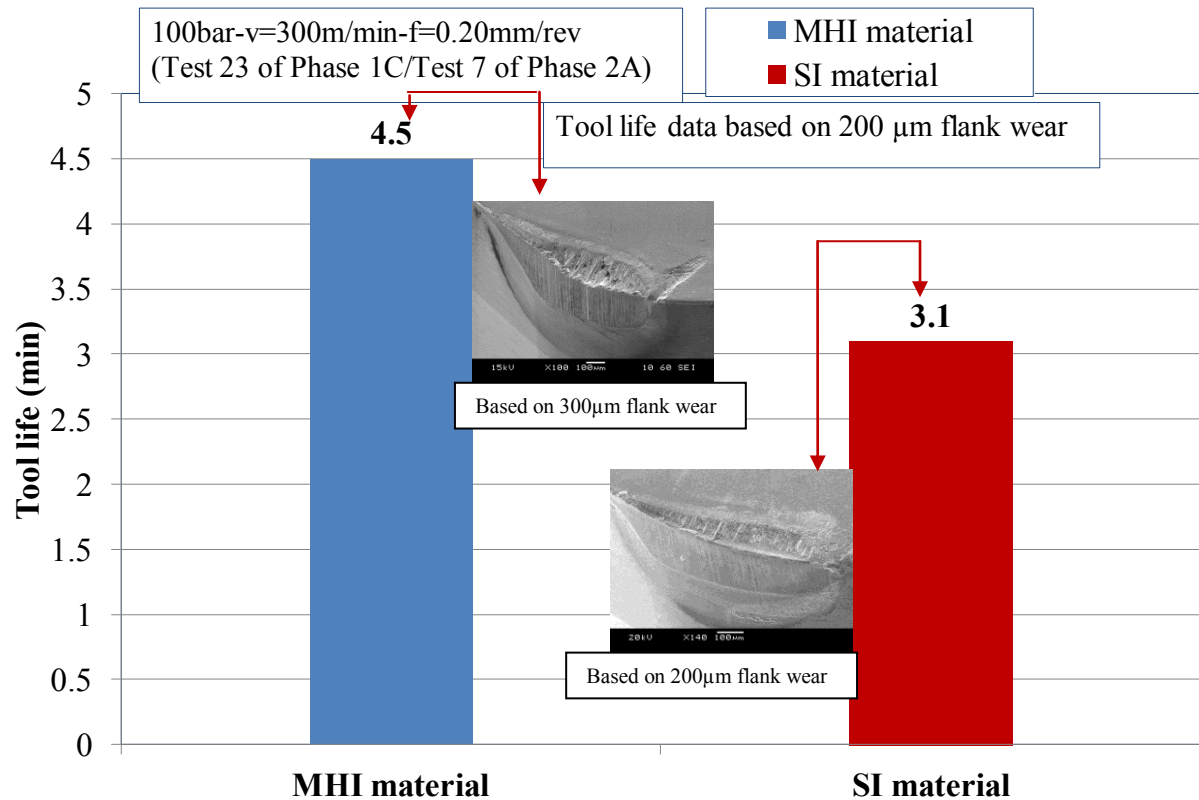 100bar-v=300m/min-f=0.20mm/rev
(Test 23 of Phase 1C/Test 7 of Phase 2A)
MHI material
SI material
Tool life data based on 200 µm flank wear
Tool life (min)
5
4.5
4
3.5
3
2.5
2
1.5
1
0.5
0
4.5
3.1
15kV X100 100µm 10 60 SEI
Based on 300µm flank wear
20kV X140 100µm
Based on 200µm flank wear
MHI material
SI material